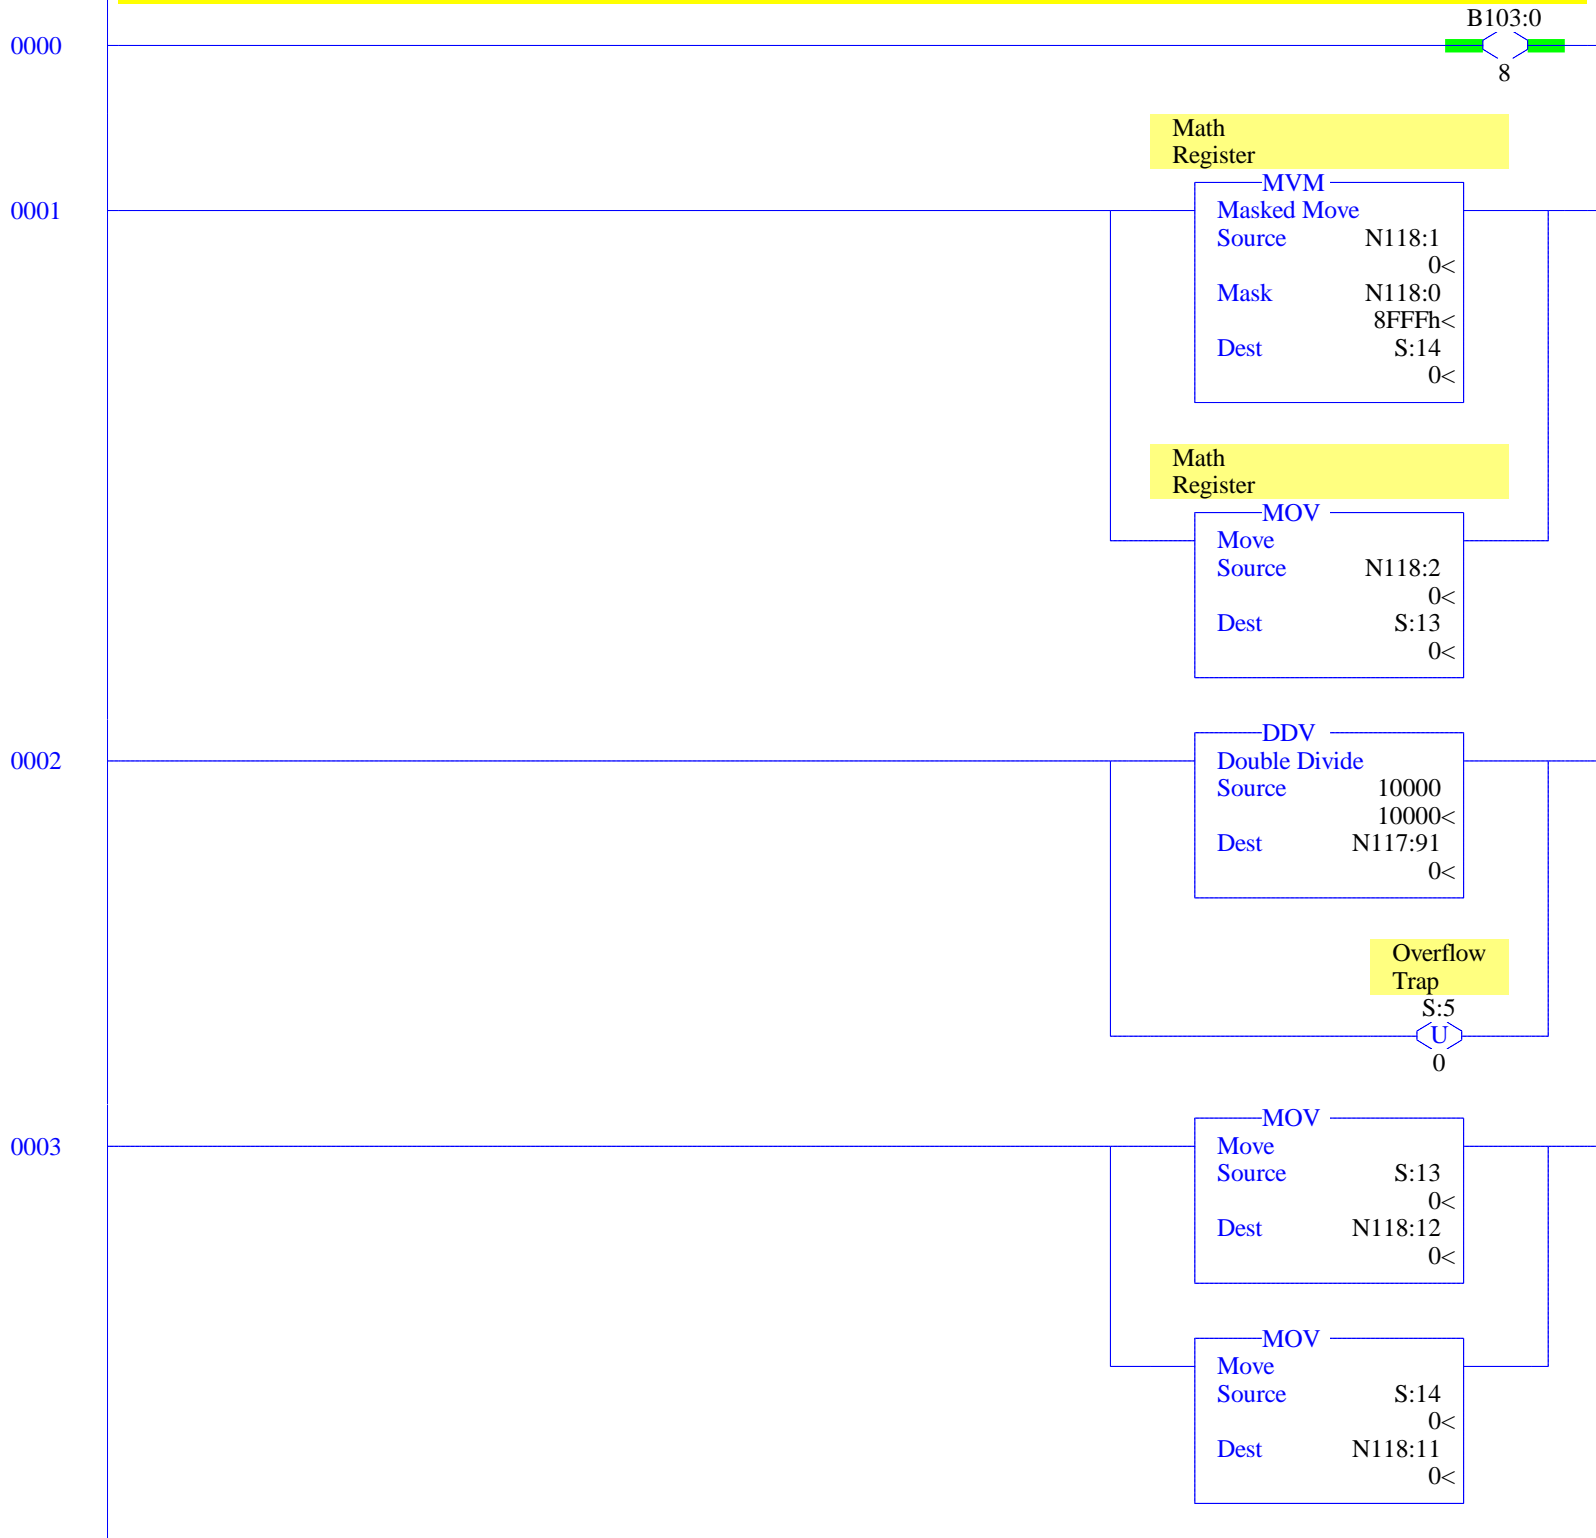 B103:0
0000
8
Math
Register
MVM
0001
Masked Move
Source N118:1
0<
Mask N118:0
8FFFh<
Dest S:14
0<
Math
Register
MOV
Move
Source N118:2
0<
Dest S:13
0<
DDV
0002
Double Divide
Source 10000
10000<
Dest N117:91
0<
Overflow
Trap
S:5
U
0
MOV
0003
Move
Source S:13
0<
Dest N118:12
0<
MOV
Move
Source S:14
0<
Dest N118:11
0<